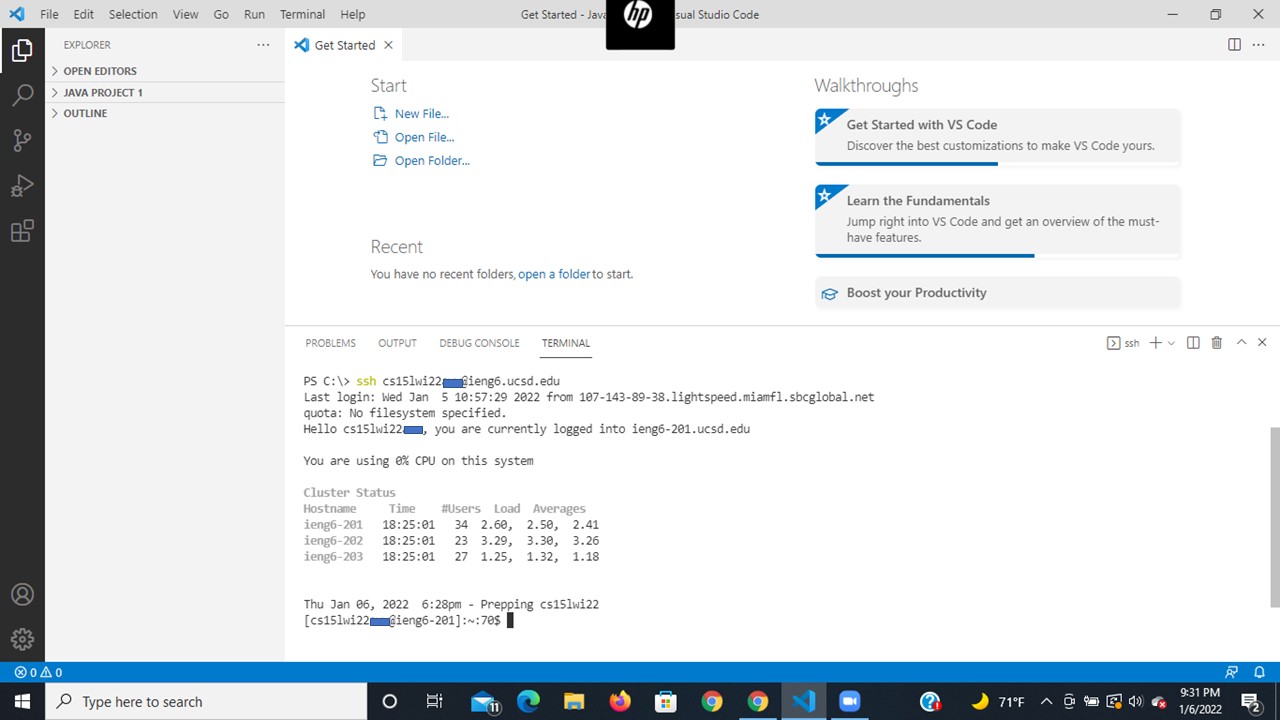 File Edit Selection View Go Run Terminal Help
Get Started - Java
sual Studio Code
hp
EXPLORER
OPEN EDITORS
JAVA PROJECT 1
OUTLINE
Get Started
Start
New File...
Open File...
Open Folder...
Recent
You have no recent folders, open a folder to start.
Walkthroughs
Get Started with VS Code
Discover the best customizations to make VS Code yours.
Learn the Fundamentals
Jump right into VS Code and get an overview of the must-
have features.
Boost your Productivity
PROBLEMS OUTPUT DEBUG CONSOLE TERMINAL
ssh
PS C:\> ssh cs15lwi22 @ieng6.ucsd.edu
Last login: Wed Jan  5 10:57:29 2022 from 107-143-89-38.lightspeed.miamfl.sbcglobal.net
quota: No filesystem specified.
Hello cs15lwi22 , you are currently logged into ieng6-201.ucsd.edu
You are using 0% CPU on this system
Cluster Status
Hostname Time #Users Load Averages
ieng6-201 18:25:01 34 2.60, 2.50, 2.41
ieng6-202 18:25:01 23 3.29, 3.30, 3.26
ieng6-203 18:25:01 27 1.25, 1.32, 1.18
Thu Jan 06, 2022  6:28pm - Prepping cs15lwi22
[cs15lwi22 @ieng6-201]:~:70$
0 0
Type here to search
11
71°F
9:31 PM
1/6/2022
2